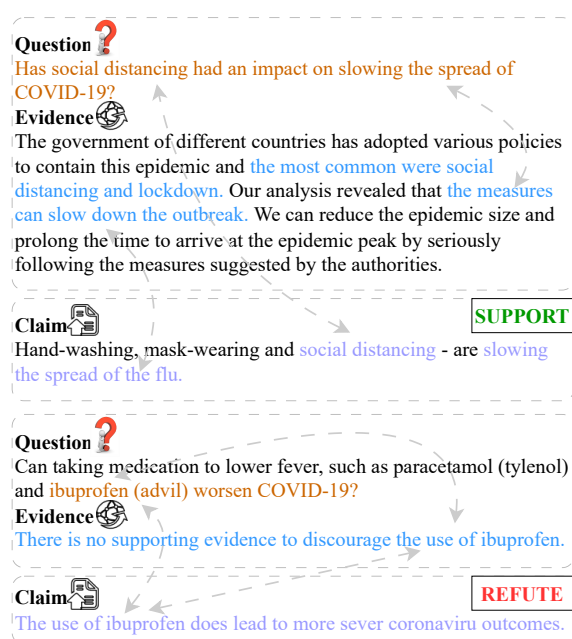 Question
Has social distancing had an impact on slowing the spread of
COVID-19?
Evidence
The government of different countries has adopted various policies
to contain this epidemic and the most common were social
distancing and lockdown. Our analysis revealed that the measures
can slow down the outbreak. We can reduce the epidemic size and
prolong the time to arrive at the epidemic peak by seriously
following the measures suggested by the authorities.
SUPPORT
Claim
Hand-washing, mask-wearing and social distancing - are slowing
the spread of the flu.
Question
Can taking medication to lower fever, such as paracetamol (tylenol)
and ibuprofen (advil) worsen COVID-19?
Evidence
There is no supporting evidence to discourage the use of ibuprofen.
REFUTE
Claim
The use of ibuprofen does lead to more sever coronaviru outcomes.